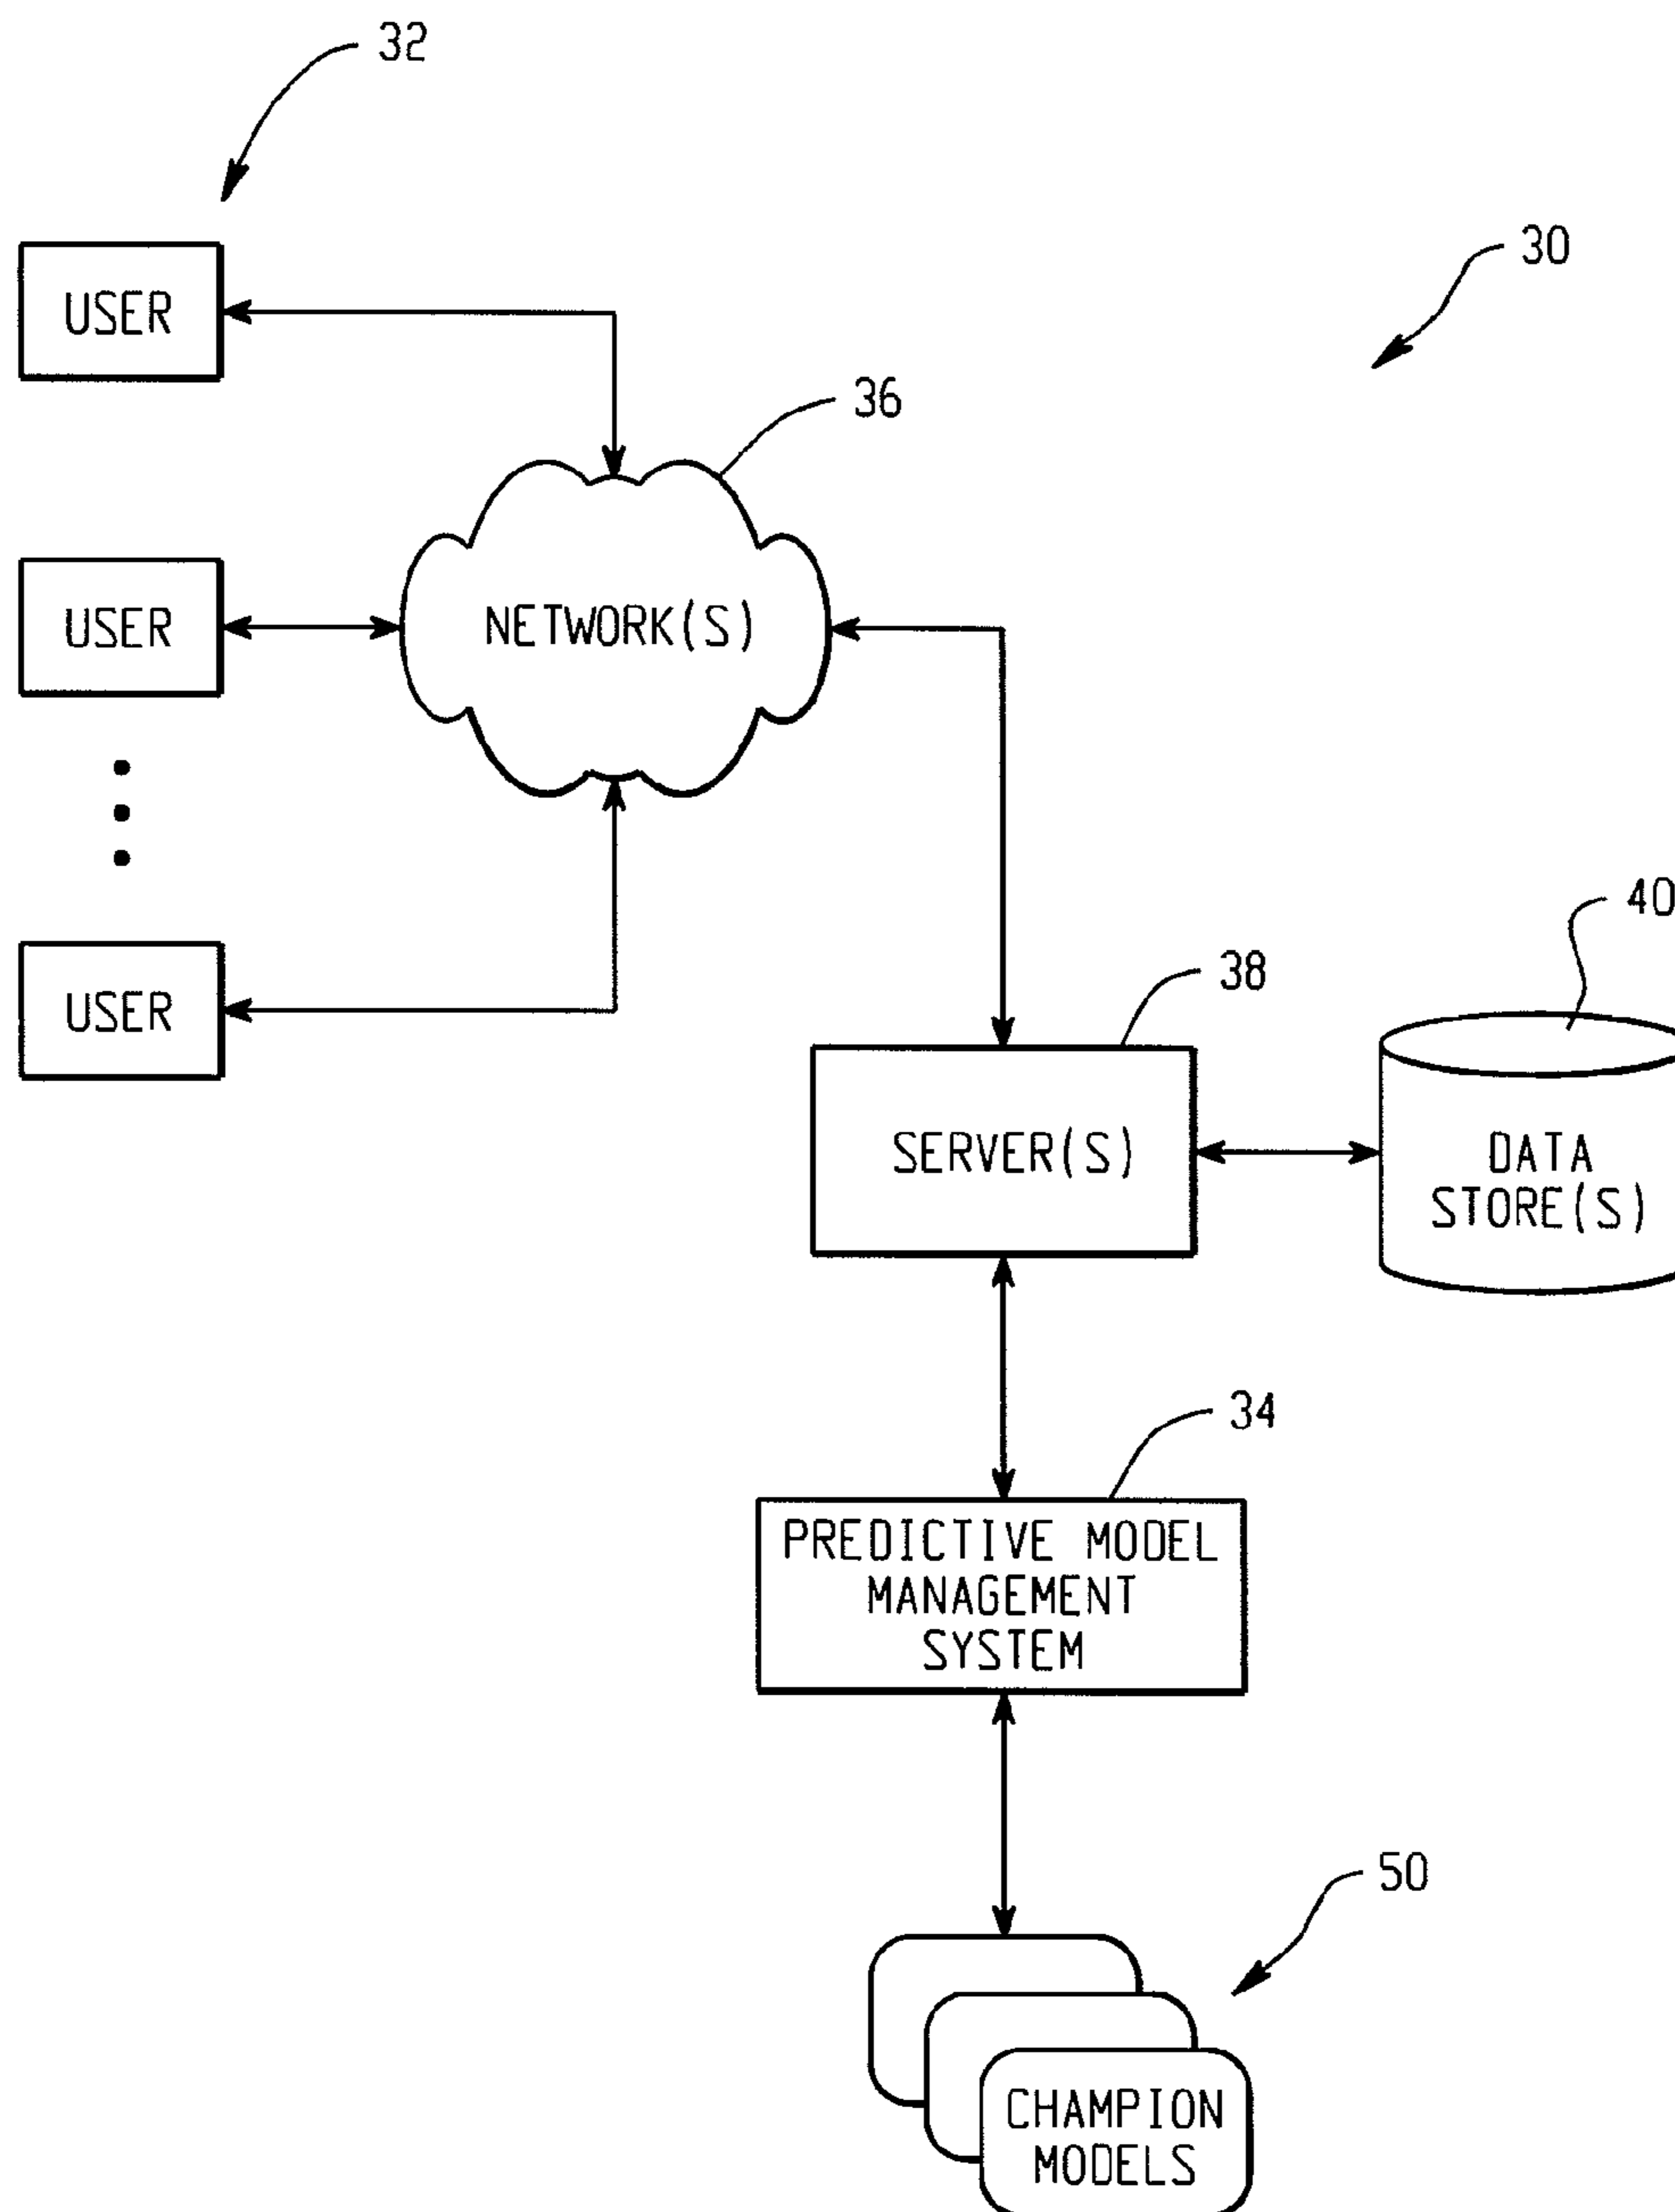 32
30
USER
36
USER
NETWORK(S)
40
38
USER
SERVER(S)
DATA
STORE(S)
34
PREDICTIVE MODEL
MANAGEMENT
SYSTEM
50
CHAMPION
MODELS